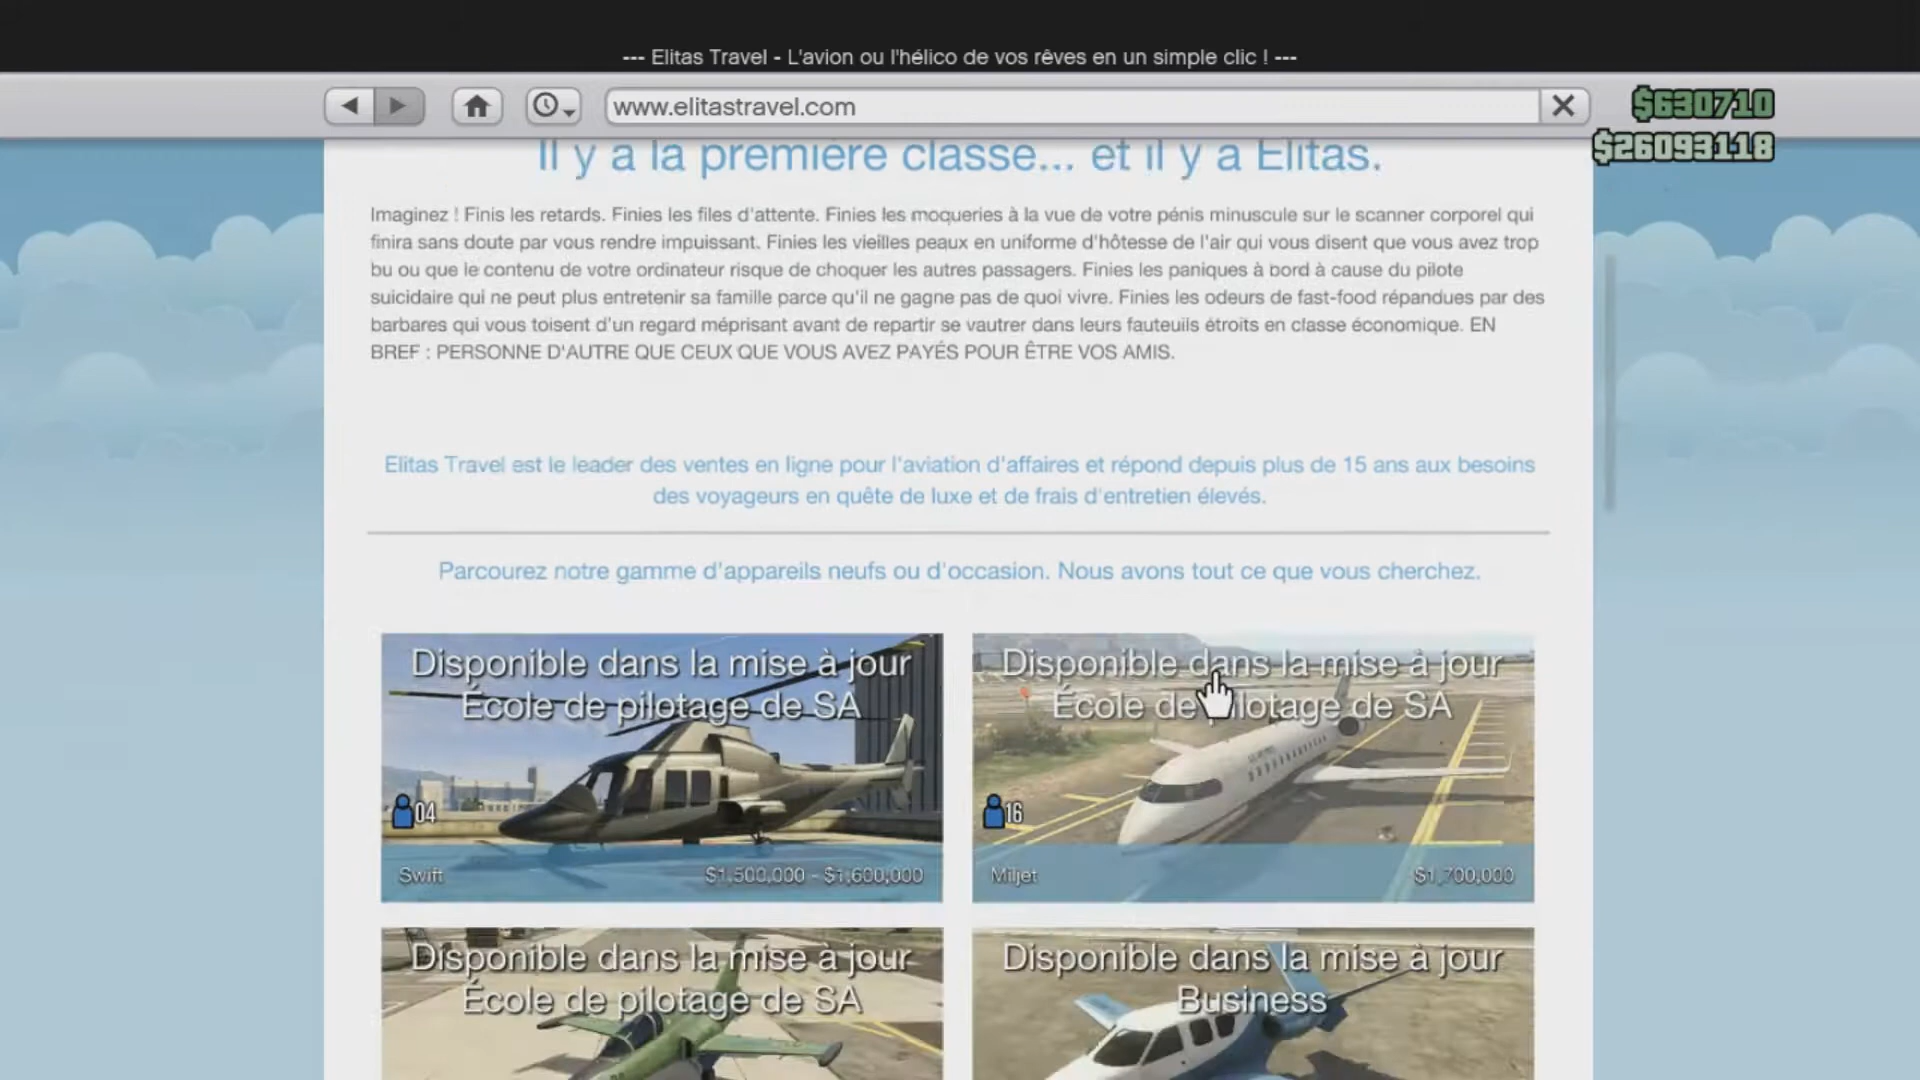 --- Elitas Travel - L'avion ou l'hélico de vos rêves en un simple clic ! ---
www.elitastravel.com
$630710
$26093118
Il y a la première classe... et il y a Elitas.
Imaginez ! Finis les retards. Finies les files d'attente. Finies les moqueries à la vue de votre pénis minuscule sur le scanner corporel qui
finira sans doute par vous rendre impuissant. Finies les vieilles peaux en uniforme d'hôtesse de l'air qui vous disent que vous avez trop
bu ou que le contenu de votre ordinateur risque de choquer les autres passagers. Finies les paniques à bord à cause du pilote
suicidaire qui ne peut plus entretenir sa famille parce qu'il ne gagne pas de quoi vivre. Finies les odeurs de fast-food répandues par des
barbares qui vous toisent d'un regard méprisant avant de repartir se vautrer dans leurs fauteuils étroits en classe économique. EN
BREF : PERSONNE D'AUTRE QUE CEUX QUE VOUS AVEZ PAYÉS POUR ÊTRE VOS AMIS.
Elitas Travel est le leader des ventes en ligne pour l'aviation d'affaires et répond depuis plus de 15 ans aux besoins
des voyageurs en quête de luxe et de frais d'entretien élevés.
Parcourez notre gamme d'appareils neufs ou d'occasion. Nous avons tout ce que vous cherchez.
Disponible dans la mise à jour
École de pilotage de SA
04
Swift $1,500,000 - $1,600,000
Disponible dans la mise à jour
École de pilotage de SA
16
Miljet $1,700,000
Disponible dans la mise à jour
École de pilotage de SA
Disponible dans la mise à jour
Business